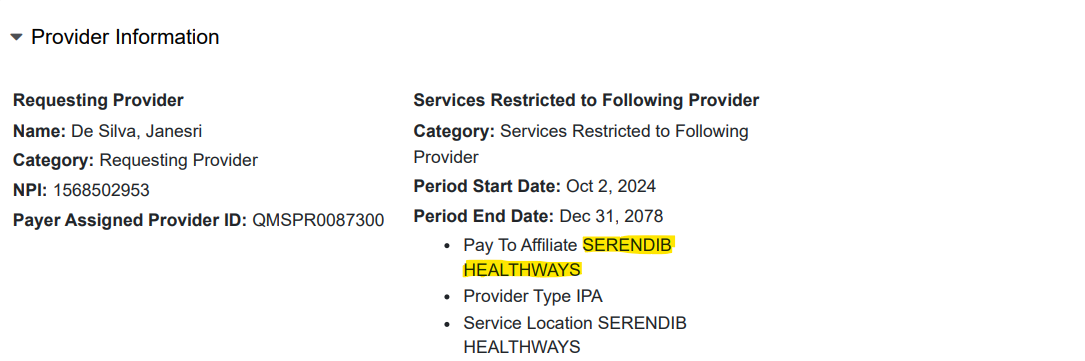 Provider Information
Requesting Provider
Name: De Silva, Janesri
Category: Requesting Provider
NPI: 1568502953
Payer Assigned Provider ID: QMSPR0087300
Services Restricted to Following Provider
Category: Services Restricted to Following
Provider
Period Start Date: Oct 2, 2024
Period End Date: Dec 31, 2078
• Pay To Affiliate SERENDIB
HEALTHWAYS
• Provider Type IPA
• Service Location SERENDIB
HEALTHWAYS